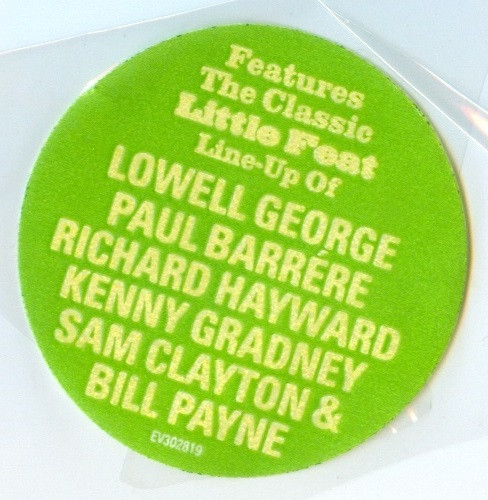 Features
The Classic
Little Feat
Line-Up Of
LOWELL GEORGE
PAUL BARRÉRE
RICHARD HAYWARD
KENNY GRADNEY
SAM CLAYTON &
BILL PAYNE
EV302819